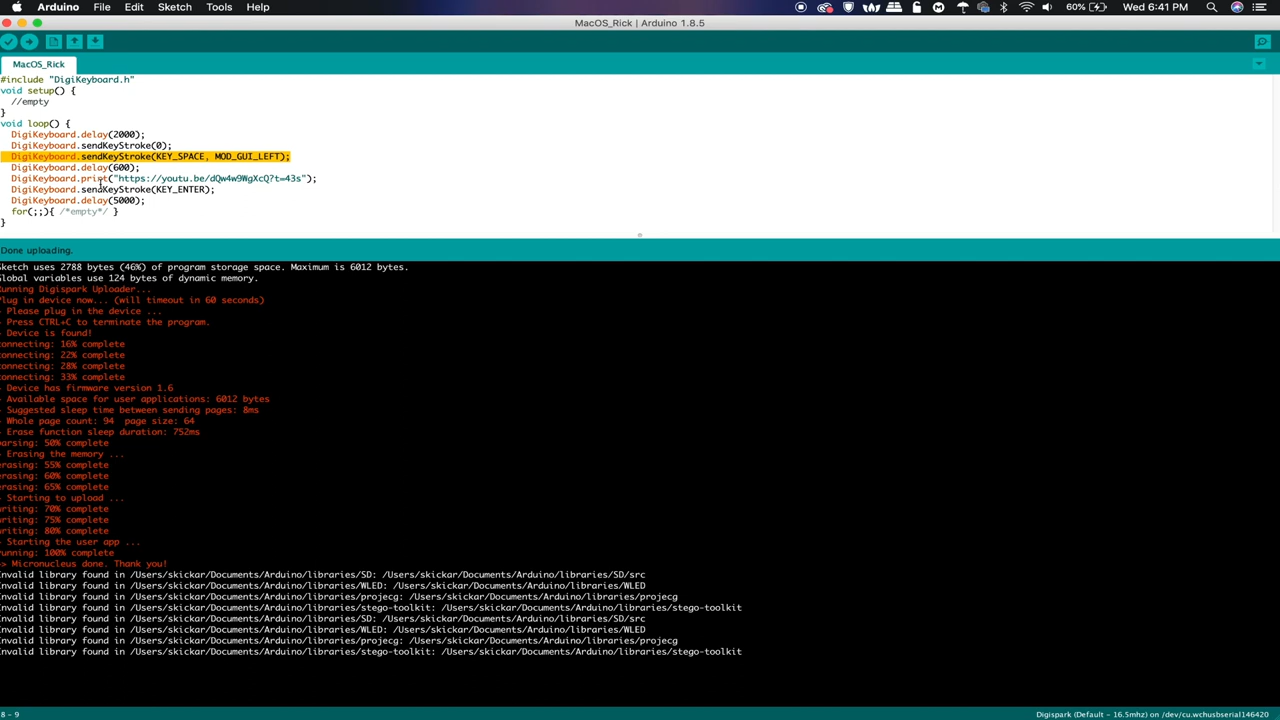 Arduino File Edit Sketch Tools Help 60% Wed 6:41 PM
MacOS_Rick | Arduino 1.8.5
MacOS_Rick
#include "DigiKeyboard.h"
void setup() {
//empty
}
void loop() {
DigiKeyboard.delay(2000);
DigiKeyboard.sendKeyStroke(0);
DigiKeyboard.sendKeyStroke(KEY_SPACE, MOD_GUI_LEFT);
DigiKeyboard.delay(600);
DigiKeyboard.print("https://youtu.be/dQw4w9WgXcQ?t=43s");
DigiKeyboard.sendKeyStroke(KEY_ENTER);
DigiKeyboard.delay(5000);
for(;;){ /*empty*/ }
}
Done uploading.
Sketch uses 2788 bytes (46%) of program storage space. Maximum is 6012 bytes.
Global variables use 124 bytes of dynamic memory.
Running Digispark Uploader...
Plug in device now... (will timeout in 60 seconds)
> Please plug in the device ...
> Press CTRL+C to terminate the program.
> Device is found!
connecting: 16% complete
connecting: 22% complete
connecting: 28% complete
connecting: 33% complete
> Device has firmware version 1.6
> Available space for user applications: 6012 bytes
> Suggested sleep time between sending pages: 8ms
> Whole page count: 94 page size: 64
> Erase function sleep duration: 752ms
parsing: 50% complete
> Erasing the memory ...
erasing: 55% complete
erasing: 60% complete
erasing: 65% complete
> Starting to upload ...
writing: 70% complete
writing: 75% complete
writing: 80% complete
> Starting the user app ...
running: 100% complete
>> Micronucleus done. Thank you!
Invalid library found in /Users/skickar/Documents/Arduino/libraries/SD: /Users/skickar/Documents/Arduino/libraries/SD/src
Invalid library found in /Users/skickar/Documents/Arduino/libraries/WLED: /Users/skickar/Documents/Arduino/libraries/WLED
Invalid library found in /Users/skickar/Documents/Arduino/libraries/projecg: /Users/skickar/Documents/Arduino/libraries/projecg
Invalid library found in /Users/skickar/Documents/Arduino/libraries/stego-toolkit: /Users/skickar/Documents/Arduino/libraries/stego-toolkit
Invalid library found in /Users/skickar/Documents/Arduino/libraries/SD: /Users/skickar/Documents/Arduino/libraries/SD/src
Invalid library found in /Users/skickar/Documents/Arduino/libraries/WLED: /Users/skickar/Documents/Arduino/libraries/WLED
Invalid library found in /Users/skickar/Documents/Arduino/libraries/projecg: /Users/skickar/Documents/Arduino/libraries/projecg
Invalid library found in /Users/skickar/Documents/Arduino/libraries/stego-toolkit: /Users/skickar/Documents/Arduino/libraries/stego-toolkit
8 - 9 Digispark (Default - 16.5mhz) on /dev/cu.wchusbserial146420